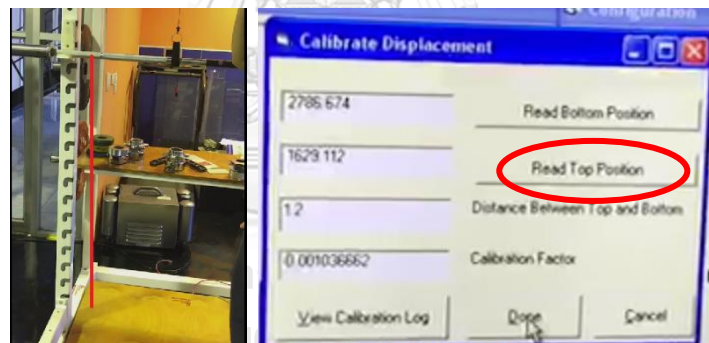 Configuration
Calibrate Displacement
2786.674
Read Bottom Position
1629.112
Read Top Position
1.2
Distance Between Top and Bottom
0.001036662
Calibration Factor
View Calibration Log
Done
Cancel